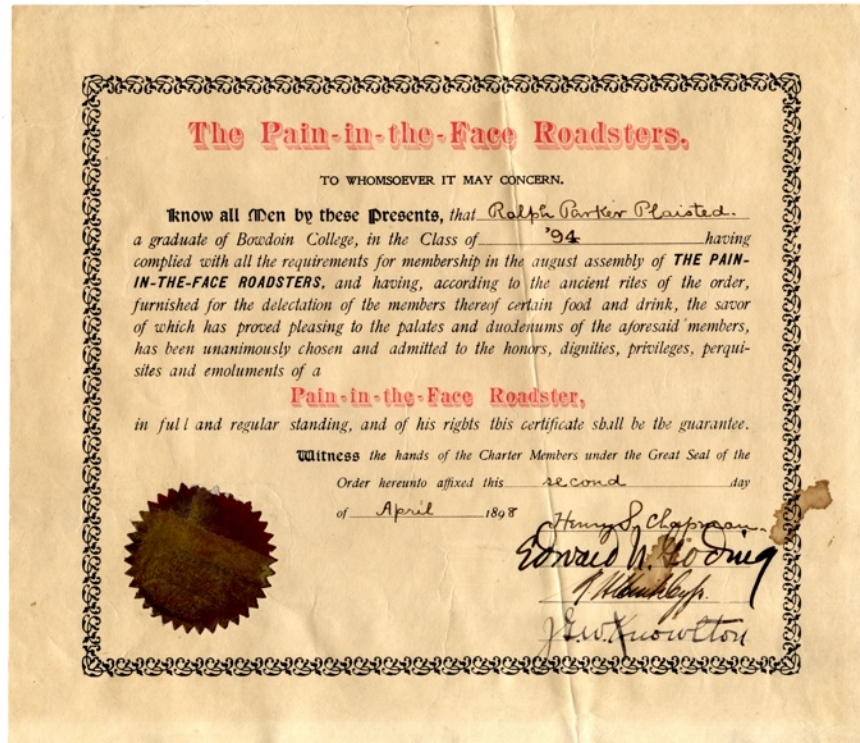 The Pain-in-the-Face Roadsters.
TO WHOMSOEVER IT MAY CONCERN.
Know all Men by these Presents, that Ralph Parker Plaisted.
a graduate of Bowdoin College, in the Class of '94 having
complied with all the requirements for membership in the august assembly of THE PAIN-
IN-THE-FACE ROADSTERS, and having, according to the ancient rites of the order,
furnished for the delectation of the members thereof certain food and drink, the savor
of which has proved pleasing to the palates and duodenums of the aforesaid members,
has been unanimously chosen and admitted to the honors, dignities, privileges, perqui-
sites and emoluments of a
Pain-in-the-Face Roadster,
in full and regular standing, and of his rights this certificate shall be the guarantee.
Witness the hands of the Charter Members under the Great Seal of the
Order hereunto affixed this second day
of April 1898
Henry S. Chapman.
Edward N. Goding
J. G. W. Knowlton